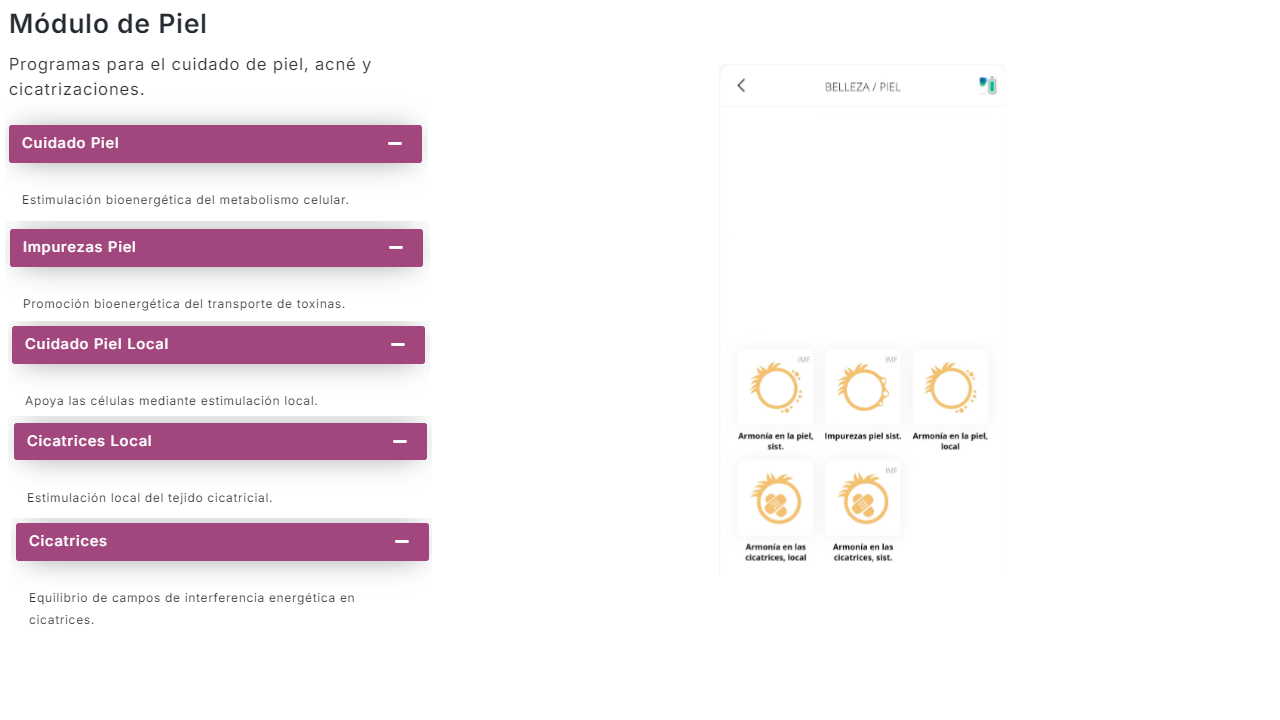 Módulo de Piel
Programas para el cuidado de piel, acné y
cicatrizaciones.
Cuidado Piel
Estimulación bioenergética del metabolismo celular.
Impurezas Piel
Promoción bioenergética del transporte de toxinas.
Cuidado Piel Local
Apoya las células mediante estimulación local.
Cicatrices Local
Estimulación local del tejido cicatricial.
Cicatrices
Equilibrio de campos de interferencia energética en
cicatrices.
BELLEZA / PIEL
IMF
IMF
Armonía en la piel,
sist.
Impurezas piel sist.
Armonía en la piel,
local
IMF
Armonía en las
cicatrices, local
Armonía en las
cicatrices, sist.